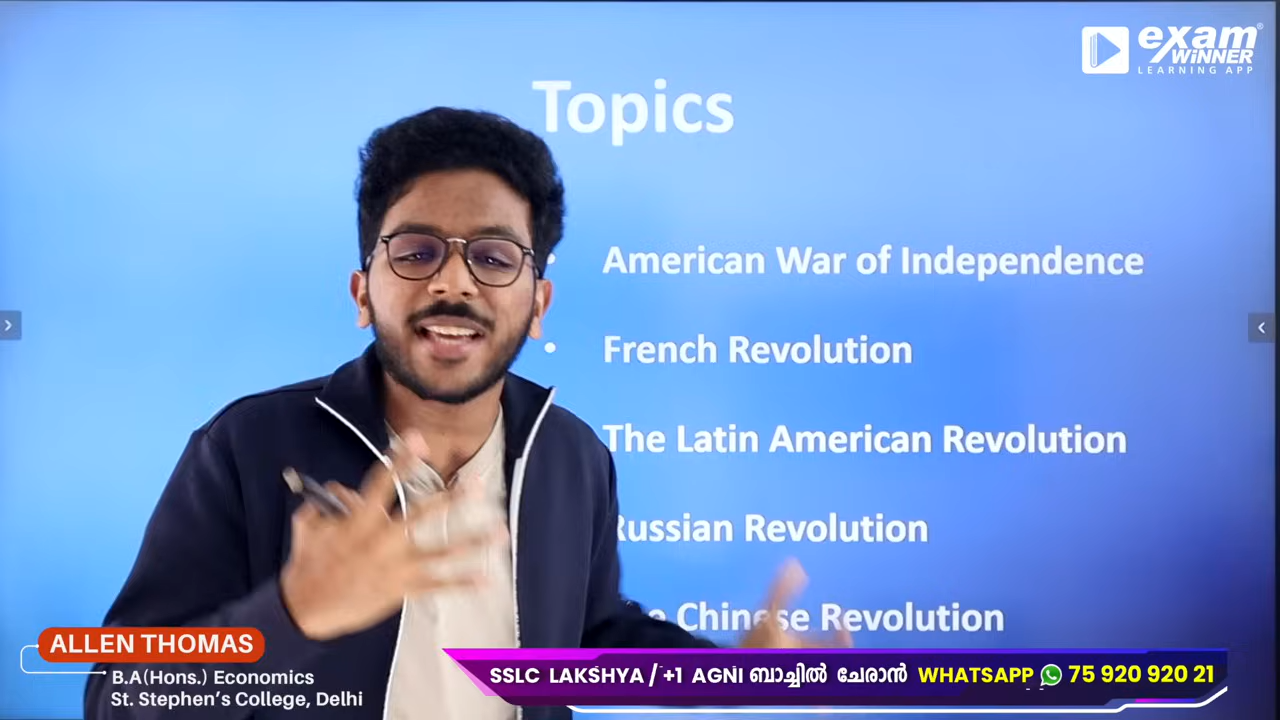 exam
WiNNER
LEARNING APP
Topics
• American War of Independence
• French Revolution
The Latin American Revolution
Russian Revolution
Chinese Revolution
ALLEN THOMAS
B.A(Hons.) Economics
St. Stephen's College, Delhi
SSLC LAKSHYA / +1 AGNI ബാച്ചിൽ ചേരാൻ WHATSAPP 75 920 920 21